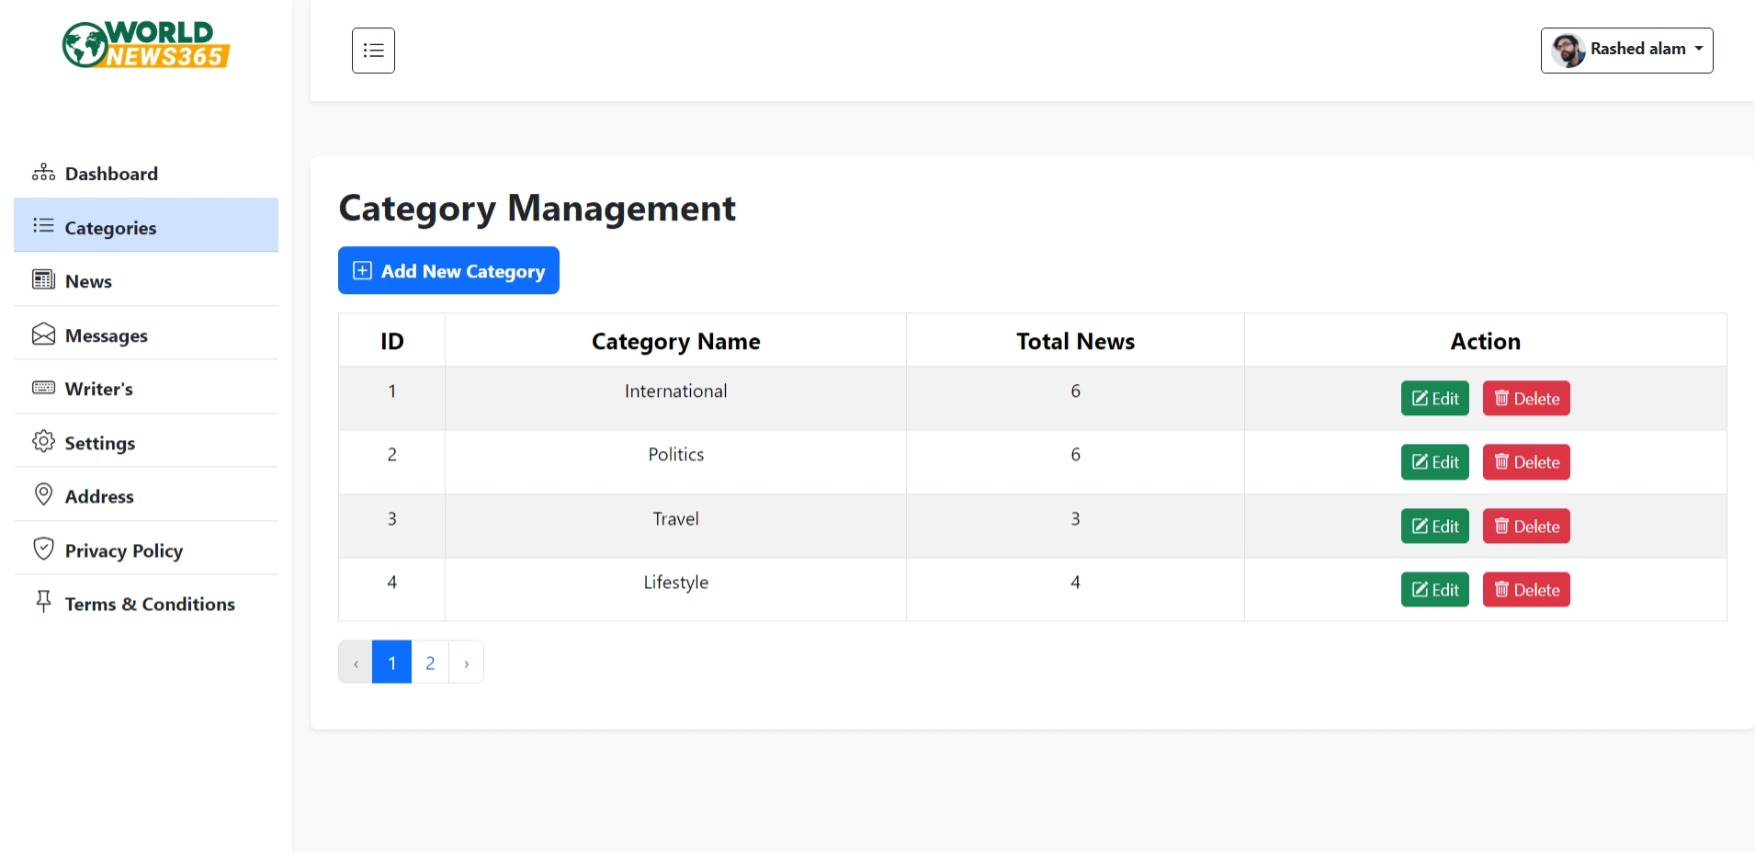 WORLD
NEWS365
Rashed alam
Dashboard
Categories
News
Messages
Writer's
Settings
Address
Privacy Policy
Terms & Conditions
Category Management
Add New Category
ID Category Name Total News Action
1 International 6 Edit Delete
2 Politics 6 Edit Delete
3 Travel 3 Edit Delete
4 Lifestyle 4 Edit Delete
‹ 1 2 ›